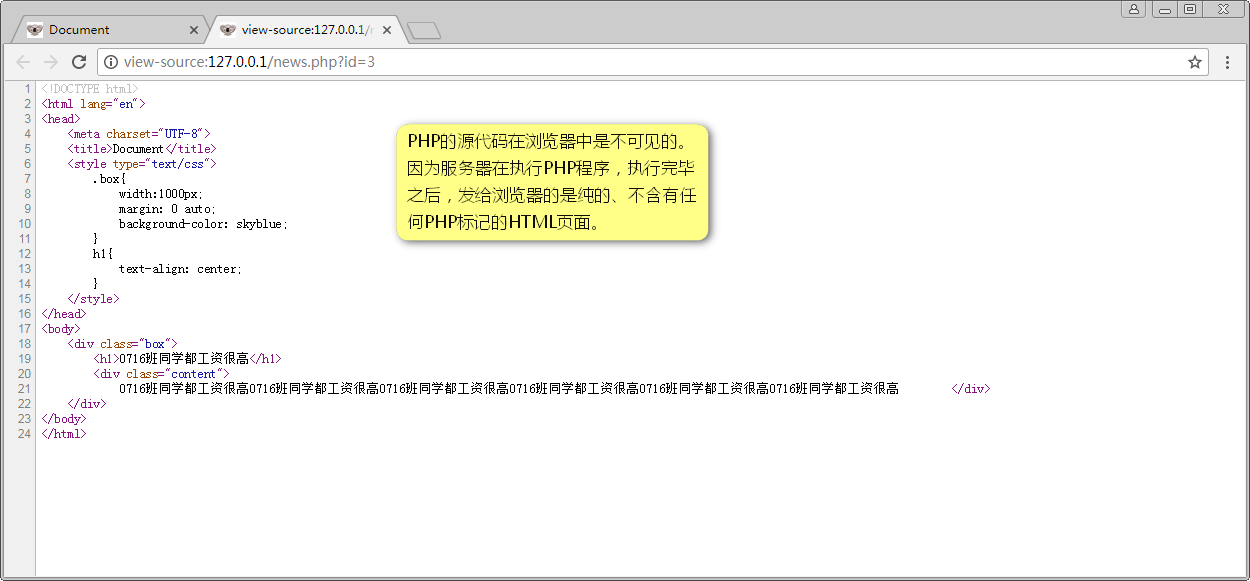 Document
view-source:127.0.0.1/n
view-source:127.0.0.1/news.php?id=3
1 <!DOCTYPE html>
2 <html lang="en">
3 <head>
4     <meta charset="UTF-8">
5     <title>Document</title>
6     <style type="text/css">
7         .box{
8             width:1000px;
9             margin: 0 auto;
10             background-color: skyblue;
11         }
12         h1{
13             text-align: center;
14         }
15     </style>
16 </head>
17 <body>
18     <div class="box">
19         <h1>0716班同学都工资很高</h1>
20         <div class="content">
21             0716班同学都工资很高0716班同学都工资很高0716班同学都工资很高0716班同学都工资很高0716班同学都工资很高0716班同学都工资很高        </div>
22     </div>
23 </body>
24 </html>
PHP的源代码在浏览器中是不可见的。
因为服务器在执行PHP程序，执行完毕
之后，发给浏览器的是纯的、不含有任
何PHP标记的HTML页面。